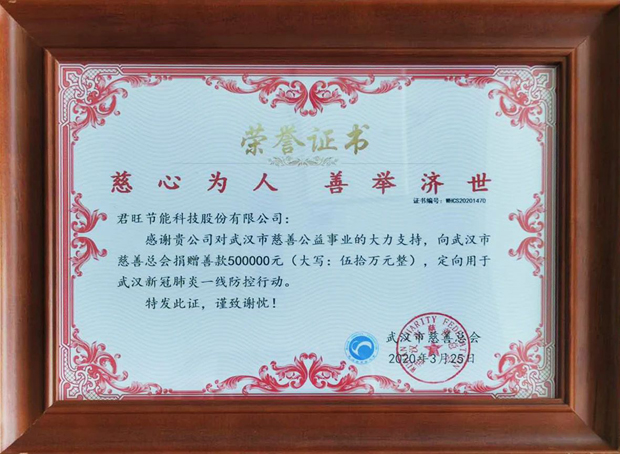 荣誉证书
慈心为人 善举济世
证书编号：WHCS20201470
君旺节能科技股份有限公司：
感谢贵公司对武汉市慈善公益事业的大力支持，向武汉市
慈善总会捐赠善款500000元（大写：伍拾万元整），定向用于
武汉新冠肺炎一线防控行动。
特发此证，谨致谢忱！
武汉市慈善总会
2020年3月25日